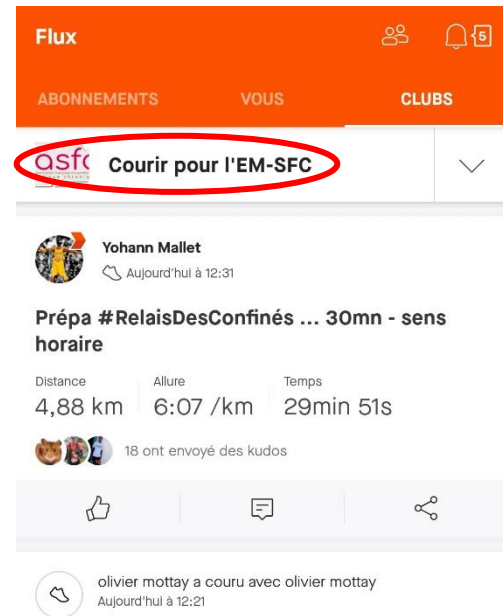 Flux
5
ABONNEMENTS VOUS CLUBS
asfc Courir pour l'EM-SFC
Yohann Mallet
Aujourd'hui à 12:31
Prépa #RelaisDesConfinés ... 30mn - sens
horaire
Distance Allure Temps
4,88 km 6:07 /km 29min 51s
18 ont envoyé des kudos
olivier mottay a couru avec olivier mottay
Aujourd'hui à 12:21